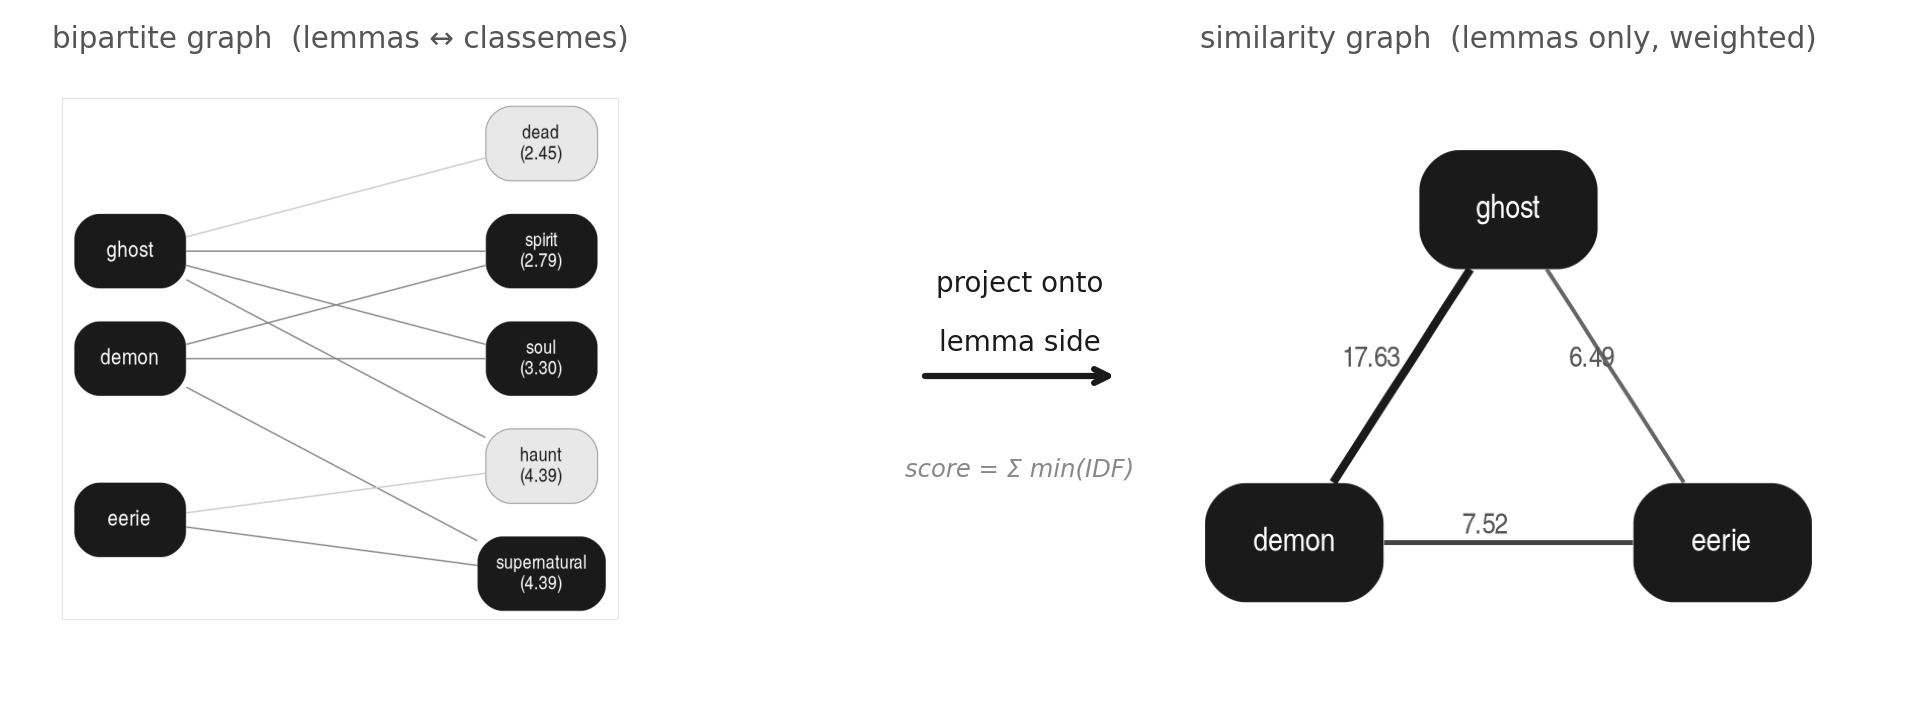 bipartite graph (lemmas ↔ classemes)
dead
(2.45)
spirit
(2.79)
soul
(3.30)
haunt
(4.39)
supernatural
(4.39)
ghost
demon
eerie
project onto
lemma side
score = Σ min(IDF)
similarity graph (lemmas only, weighted)
ghost
17.63
6.49
7.52
demon
eerie